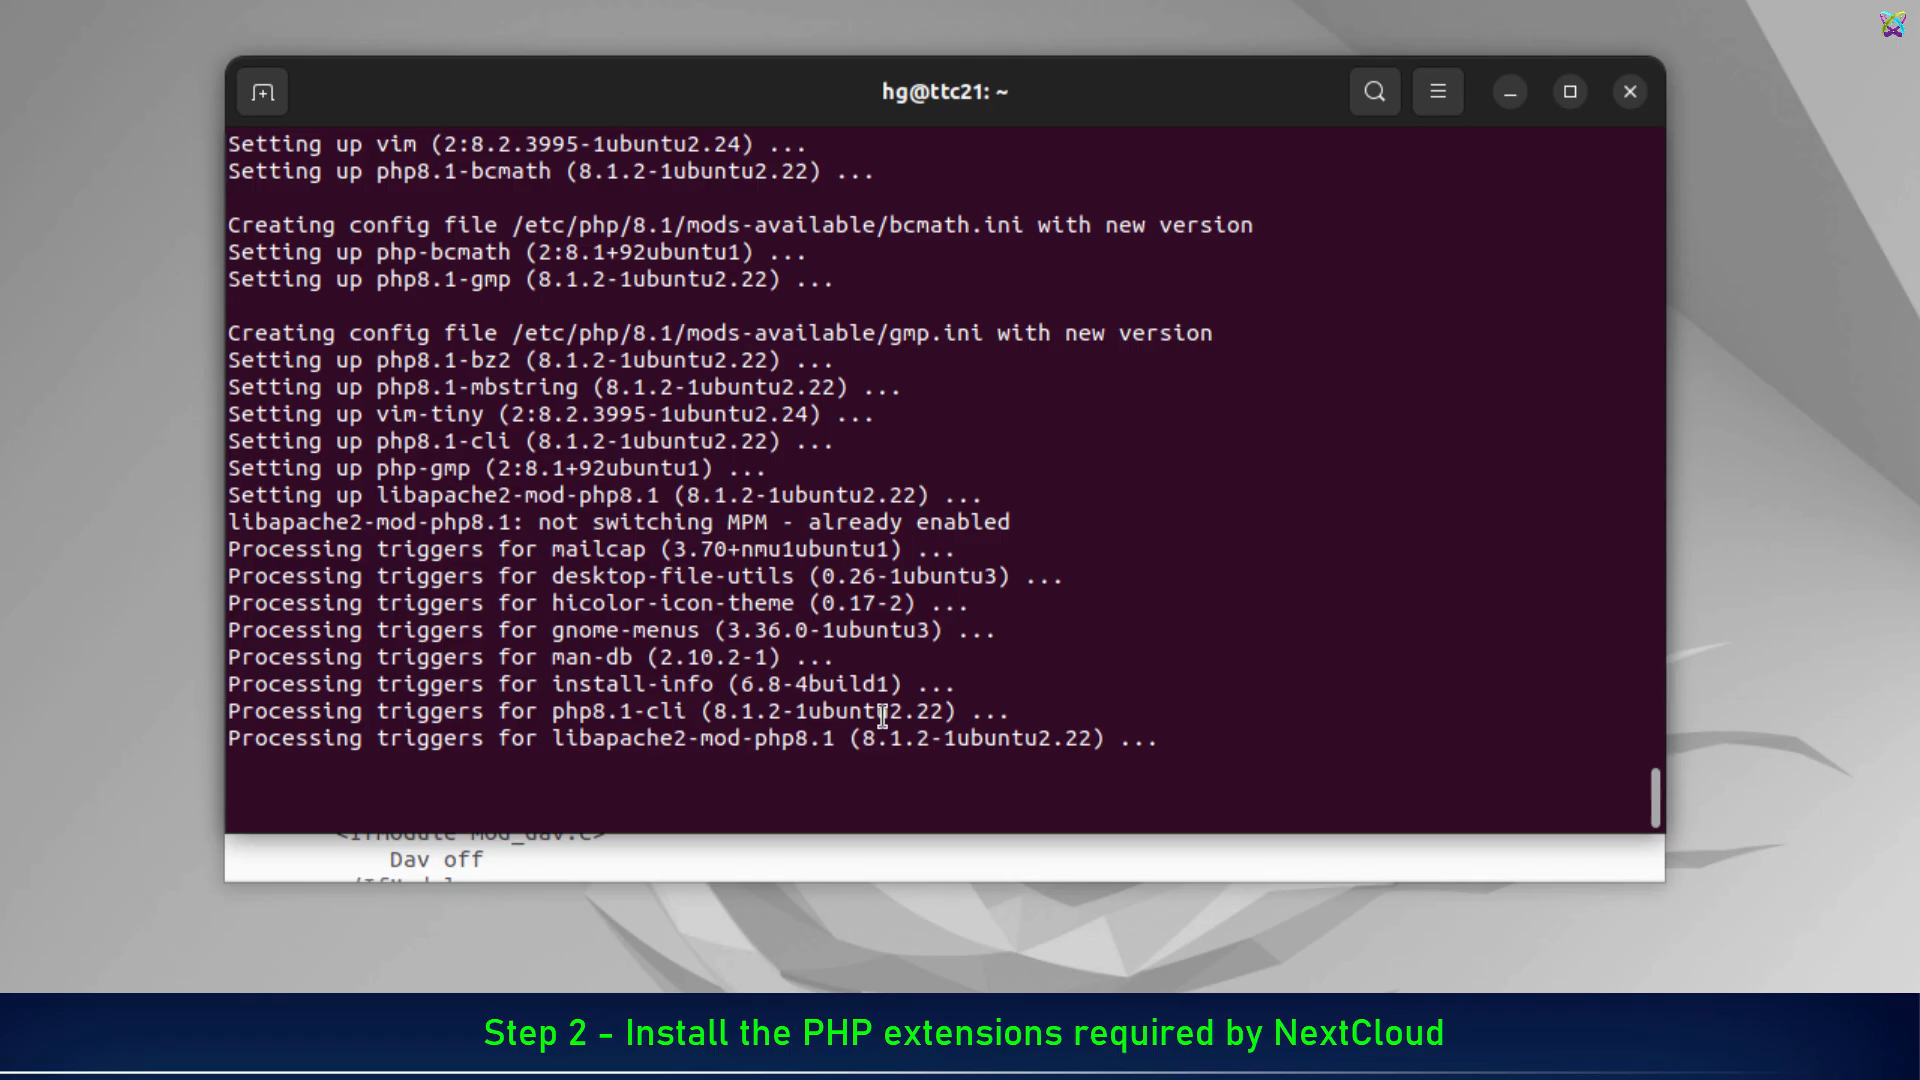 hg@ttc21: ~
Setting up vim (2:8.2.3995-1ubuntu2.24) ...
Setting up php8.1-bcmath (8.1.2-1ubuntu2.22) ...
Creating config file /etc/php/8.1/mods-available/bcmath.ini with new version
Setting up php-bcmath (2:8.1+92ubuntu1) ...
Setting up php8.1-gmp (8.1.2-1ubuntu2.22) ...
Creating config file /etc/php/8.1/mods-available/gmp.ini with new version
Setting up php8.1-bz2 (8.1.2-1ubuntu2.22) ...
Setting up php8.1-mbstring (8.1.2-1ubuntu2.22) ...
Setting up vim-tiny (2:8.2.3995-1ubuntu2.24) ...
Setting up php8.1-cli (8.1.2-1ubuntu2.22) ...
Setting up php-gmp (2:8.1+92ubuntu1) ...
Setting up libapache2-mod-php8.1 (8.1.2-1ubuntu2.22) ...
libapache2-mod-php8.1: not switching MPM - already enabled
Processing triggers for mailcap (3.70+nmu1ubuntu1) ...
Processing triggers for desktop-file-utils (0.26-1ubuntu3) ...
Processing triggers for hicolor-icon-theme (0.17-2) ...
Processing triggers for gnome-menus (3.36.0-1ubuntu3) ...
Processing triggers for man-db (2.10.2-1) ...
Processing triggers for install-info (6.8-4build1) ...
Processing triggers for php8.1-cli (8.1.2-1ubuntu2.22) ...
Processing triggers for libapache2-mod-php8.1 (8.1.2-1ubuntu2.22) ...
<IfModule mod_dav.c>
Dav off
Step 2 - Install the PHP extensions required by NextCloud